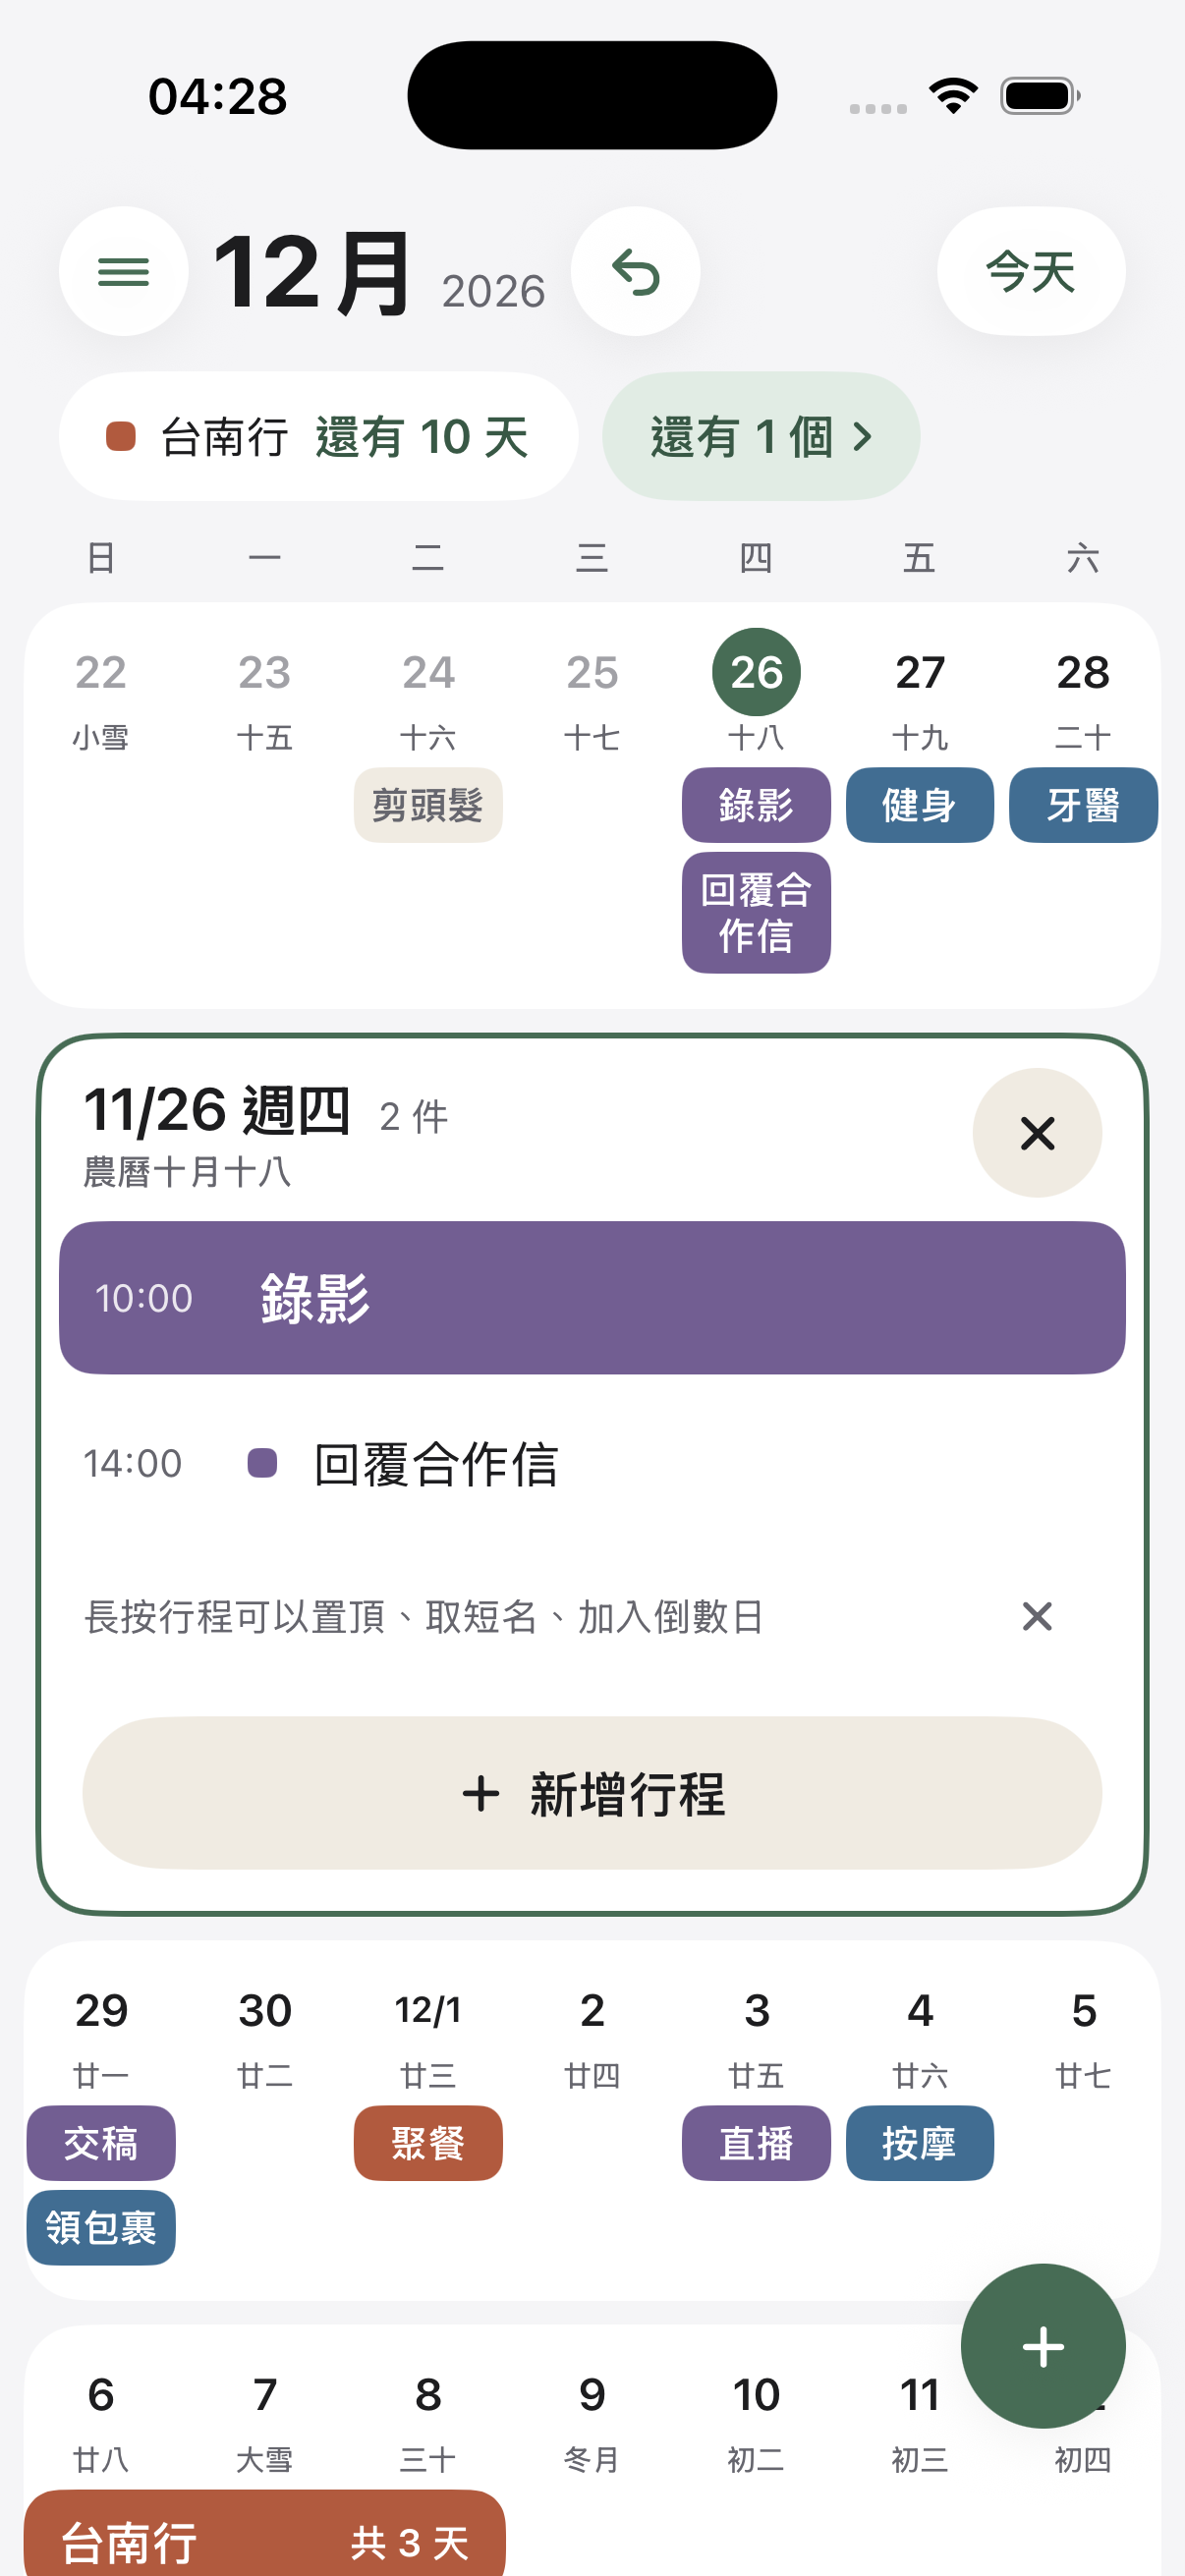 04:28
12月 2026 今天
台南行 還有 10 天 還有 1 個
日 一 二 三 四 五 六
22 23 24 25 26 27 28
小雪 十五 十六 十七 十八 十九 二十
剪頭髮 錄影 健身 牙醫
回覆合
作信
11/26 週四 2 件
農曆十月十八
10:00 錄影
14:00 回覆合作信
長按行程可以置頂、取短名、加入倒數日
新增行程
29 30 12/1 2 3 4 5
廿一 廿二 廿三 廿四 廿五 廿六 廿七
交稿 聚餐 直播 按摩
領包裹
6 7 8 9 10 11
廿八 大雪 三十 冬月 初二 初三 初四
台南行 共 3 天